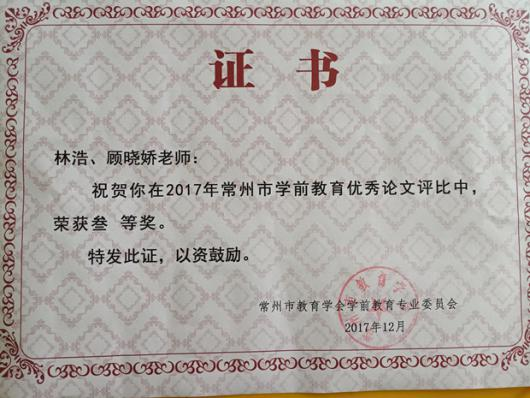 证书
林浩、顾晓娇老师：
祝贺你在2017年常州市学前教育优秀论文评比中，
荣获叁 等奖。
特发此证，以资鼓励。
常州市教育学会学前教育专业委员会
2017年12月